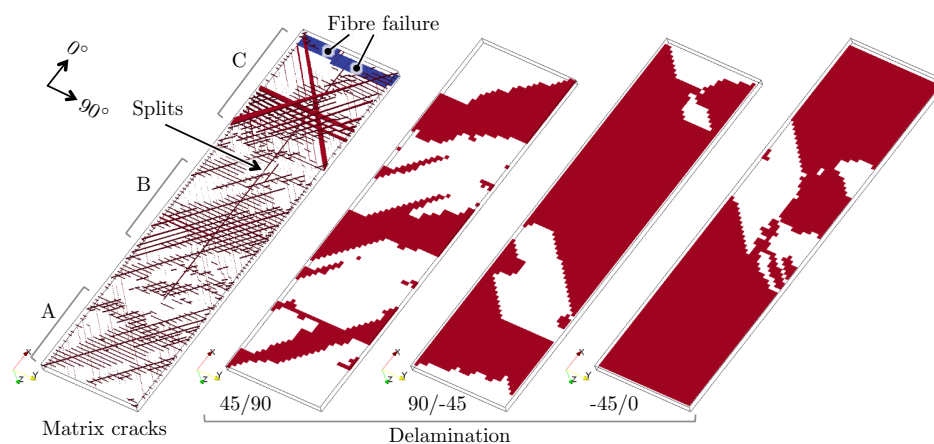 Fibre failure
0°
90°
C
Splits
B
A
X
Y
Z
X
Y
Z
X
Y
Z
X
Y
Z
45/90
90/-45
-45/0
Matrix cracks
Delamination